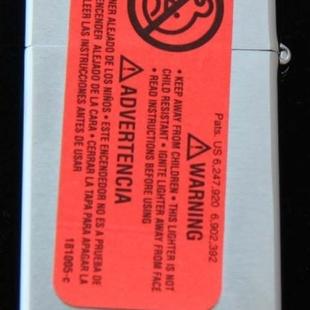 Pats. US 6,247,920 6,902,392
⚠WARNING
• KEEP AWAY FROM CHILDREN • THIS LIGHTER IS NOT
CHILD RESISTANT • IGNITE LIGHTER AWAY FROM FACE
• READ INSTRUCTIONS BEFORE USING
⚠ADVERTENCIA
NER ALEJADO DE LOS NIÑOS • ESTE ENCENDEDOR NO ES A PRUEBA DE
ENCENDER ALEJADO DE LA CARA • CERRAR LA TAPA PARA APAGAR LA
LEER LAS INSTRUCCIONES ANTES DE USAR
181005-c